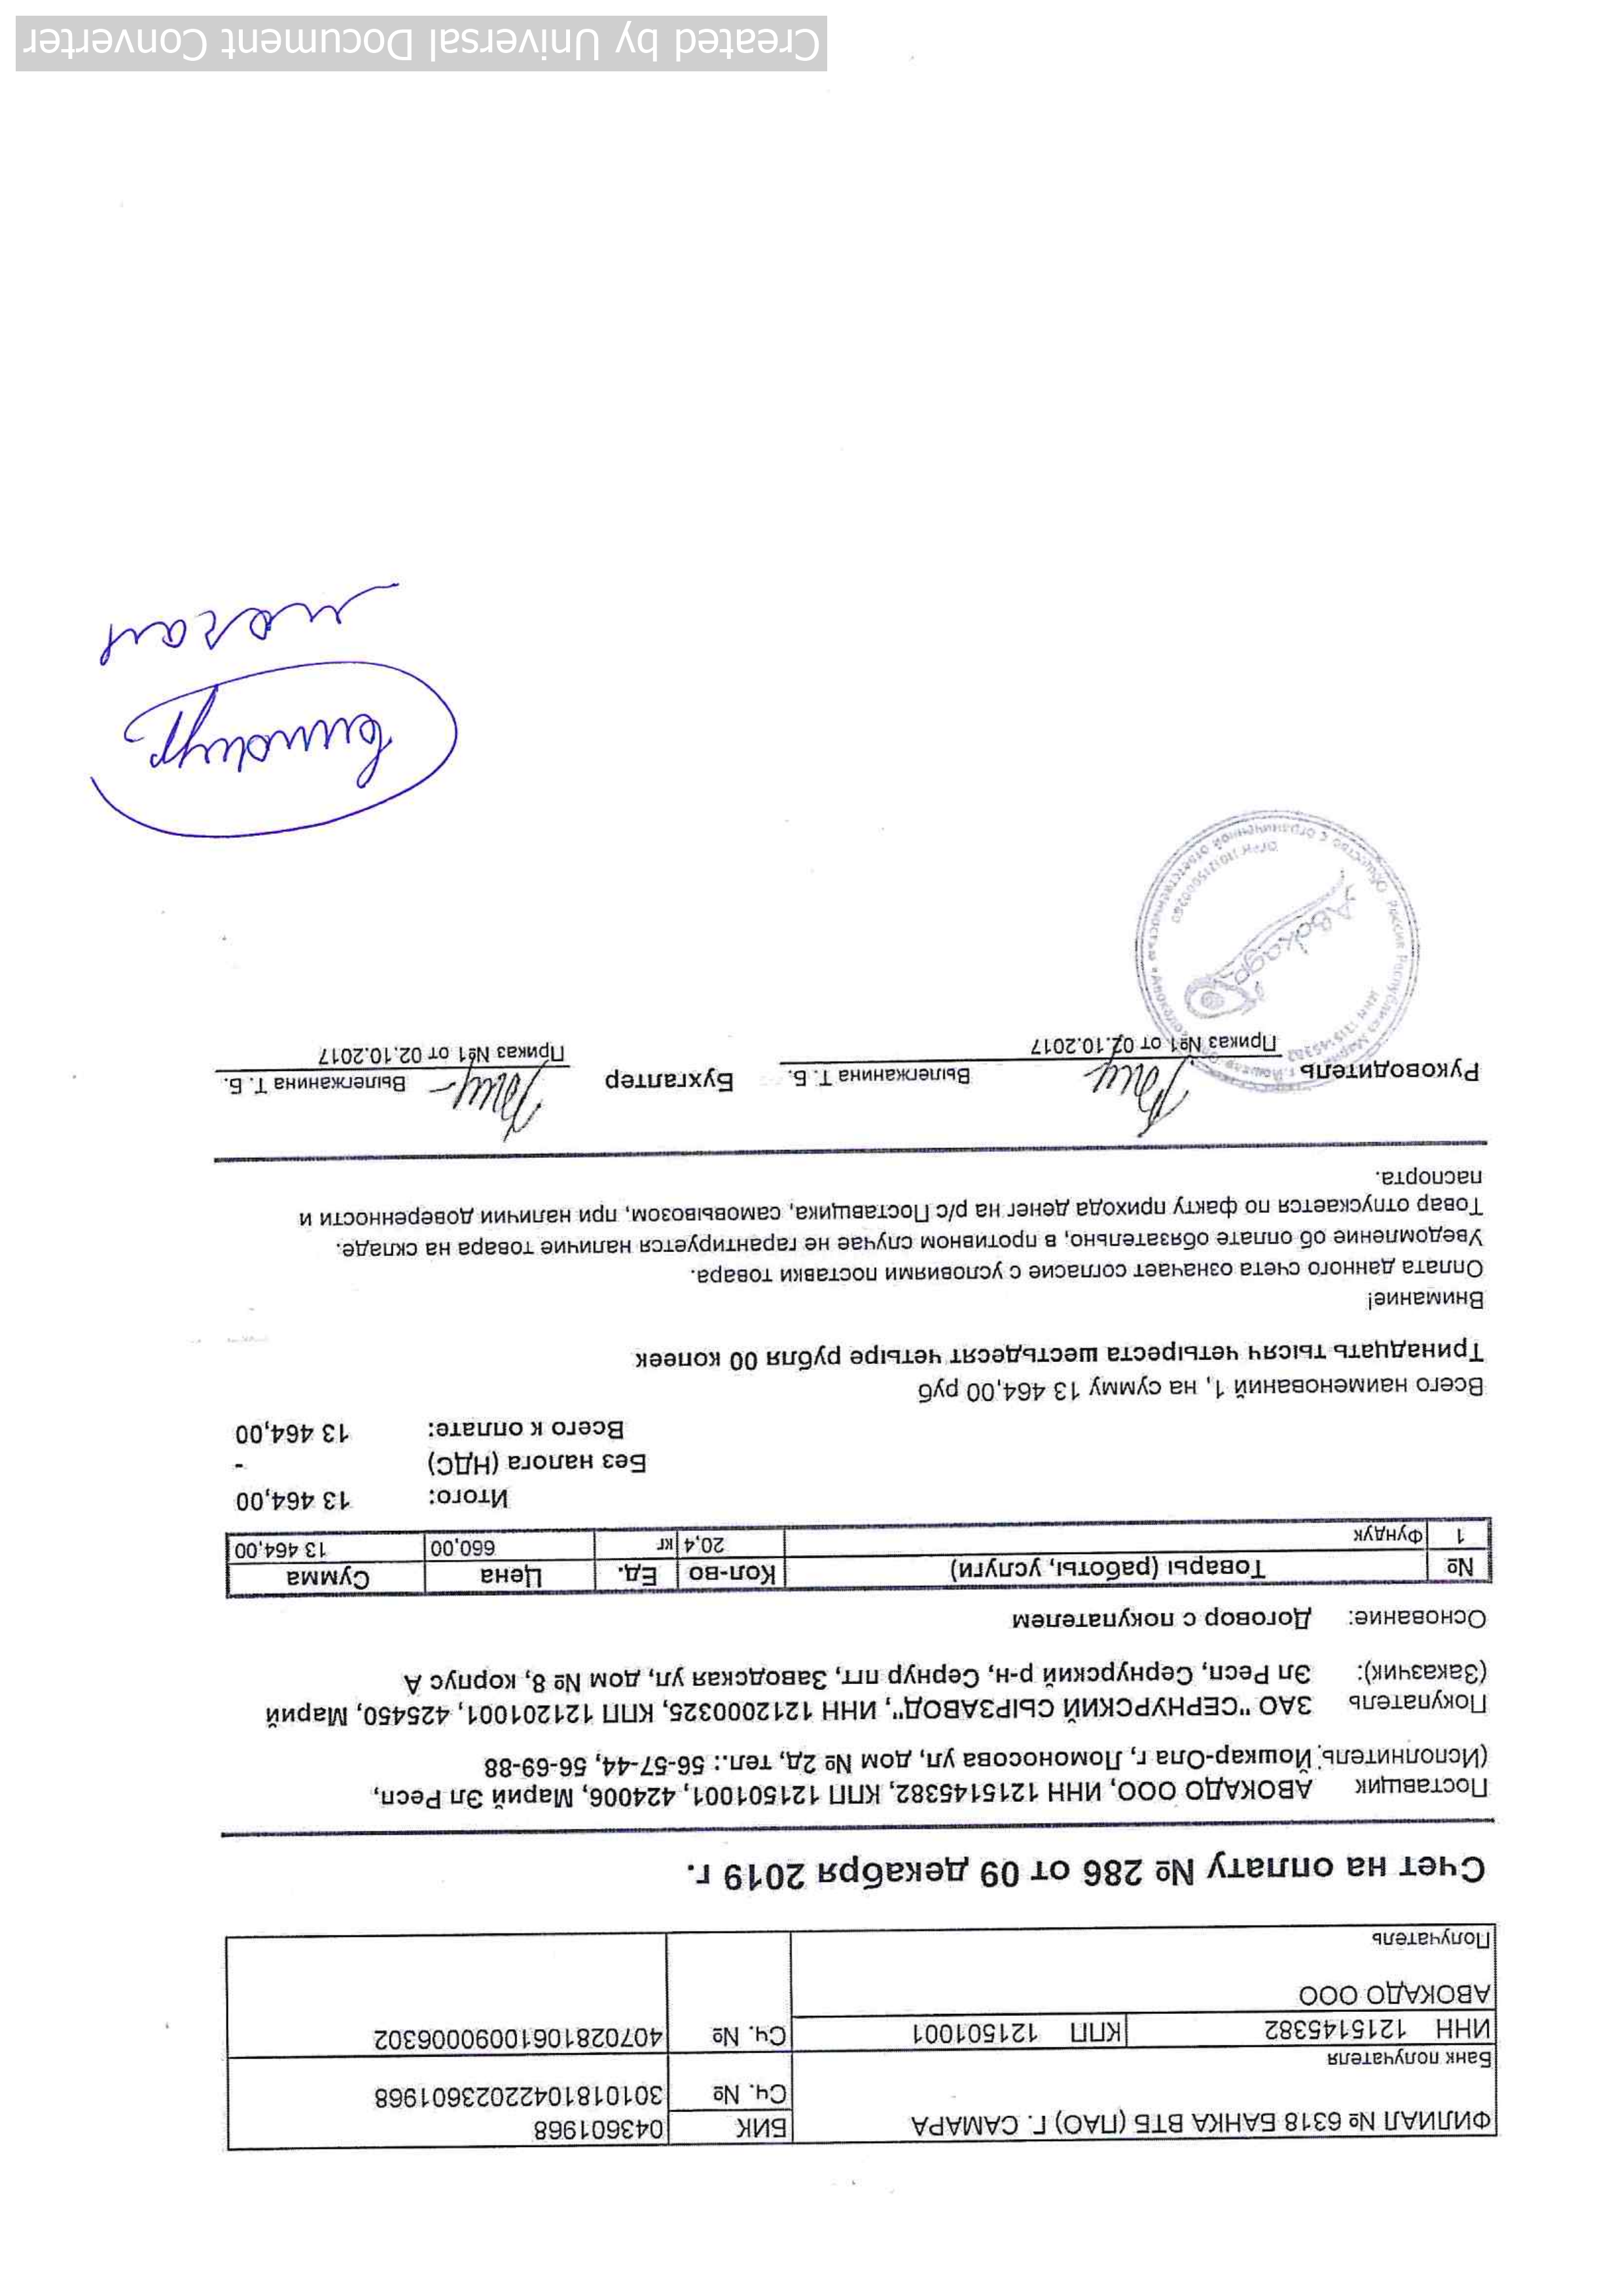 ФИЛИАЛ № 6318 БАНКА ВТБ (ПАО) Г. САМАРА БИК 043601968
Сч. № 30101810422023601968
Банк получателя
ИНН 1215145382 КПП 121501001 Сч. № 40702810610090006302
АВОКАДО ООО
Получатель
Счет на оплату № 286 от 09 декабря 2019 г.
Поставщик АВОКАДО ООО, ИНН 1215145382, КПП 121501001, 424006, Марий Эл Респ,
(Исполнитель): Йошкар-Ола г, Ломоносова ул, дом № 2д, тел.: 56-57-44, 56-69-88
Покупатель ЗАО "СЕРНУРСКИЙ СЫРЗАВОД", ИНН 1212000325, КПП 121201001, 425450, Марий
(Заказчик): Эл Респ, Сернурский р-н, Сернур пгт, Заводская ул, дом № 8, корпус А
Основание: Договор с покупателем
№ Товары (работы, услуги) Кол-во Ед. Цена Сумма
1 Фундук 20,4 кг 660,00 13 464,00
Итого: 13 464,00
Без налога (НДС) -
Всего к оплате: 13 464,00
Всего наименований 1, на сумму 13 464,00 руб
Тринадцать тысяч четыреста шестьдесят четыре рубля 00 копеек
Внимание!
Оплата данного счета означает согласие с условиями поставки товара.
Уведомление об оплате обязательно, в противном случае не гарантируется наличие товара на складе.
Товар отпускается по факту прихода денег на р/с Поставщика, самовывозом, при наличии доверенности и
паспорта.
Руководитель Вылегжанина Т. Б. Бухгалтер Вылегжанина Т. Б.
Приказ №1 от 02.10.2017 Приказ №1 от 02.10.2017
Авокадо
Created by Universal Document Converter